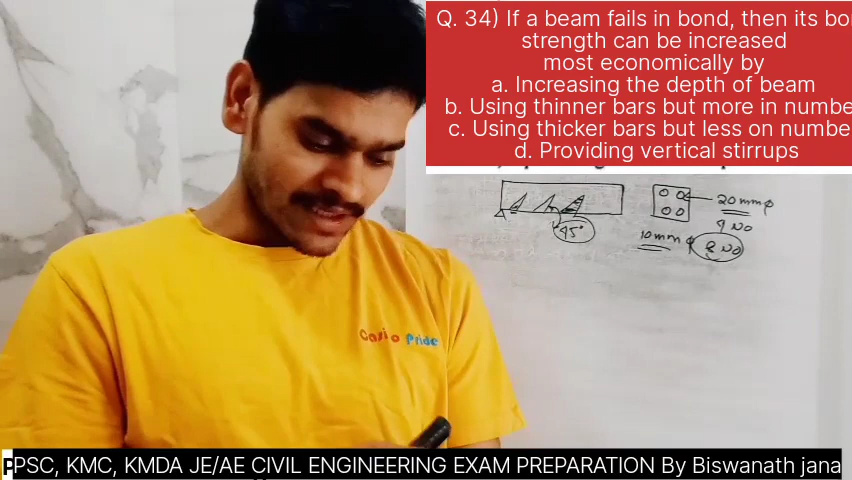 Q. 34) If a beam fails in bond, then its bo
strength can be increased
most economically by
a. Increasing the depth of beam
b. Using thinner bars but more in numbe
c. Using thicker bars but less on numbe
d. Providing vertical stirrups
20mm φ
45°
10mm φ
8 NO
Casio Pride
PSC, KMC, KMDA JE/AE CIVIL ENGINEERING EXAM PREPARATION By Biswanath jana